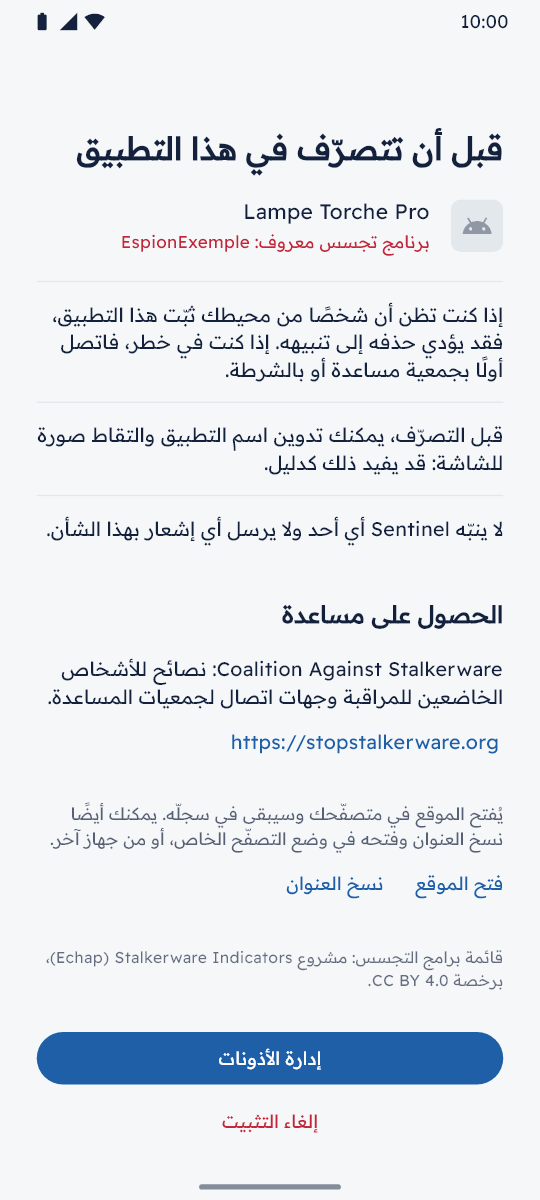 10:00
قبل أن تتصرّف في هذا التطبيق
Lampe Torche Pro
برنامج تجسس معروف: EspionExemple
إذا كنت تظن أن شخصًا من محيطك ثبّت هذا التطبيق،
فقد يؤدي حذفه إلى تنبيهه. إذا كنت في خطر، فاتصل
أولًا بجمعية مساعدة أو بالشرطة.
قبل التصرّف، يمكنك تدوين اسم التطبيق والتقاط صورة
للشاشة: قد يفيد ذلك كدليل.
لا ينبّه Sentinel أي أحد ولا يرسل أي إشعار بهذا الشأن.
الحصول على مساعدة
Coalition Against Stalkerware: نصائح للأشخاص
الخاضعين للمراقبة وجهات اتصال لجمعيات المساعدة.
https://stopstalkerware.org
يُفتح الموقع في متصفّحك وسيبقى في سجلّه. يمكنك أيضًا
نسخ العنوان وفتحه في وضع التصفّح الخاص، أو من جهاز آخر.
فتح الموقع
نسخ العنوان
قائمة برامج التجسس: مشروع Stalkerware Indicators (Echap)،
برخصة CC BY 4.0.
إدارة الأذونات
إلغاء التثبيت